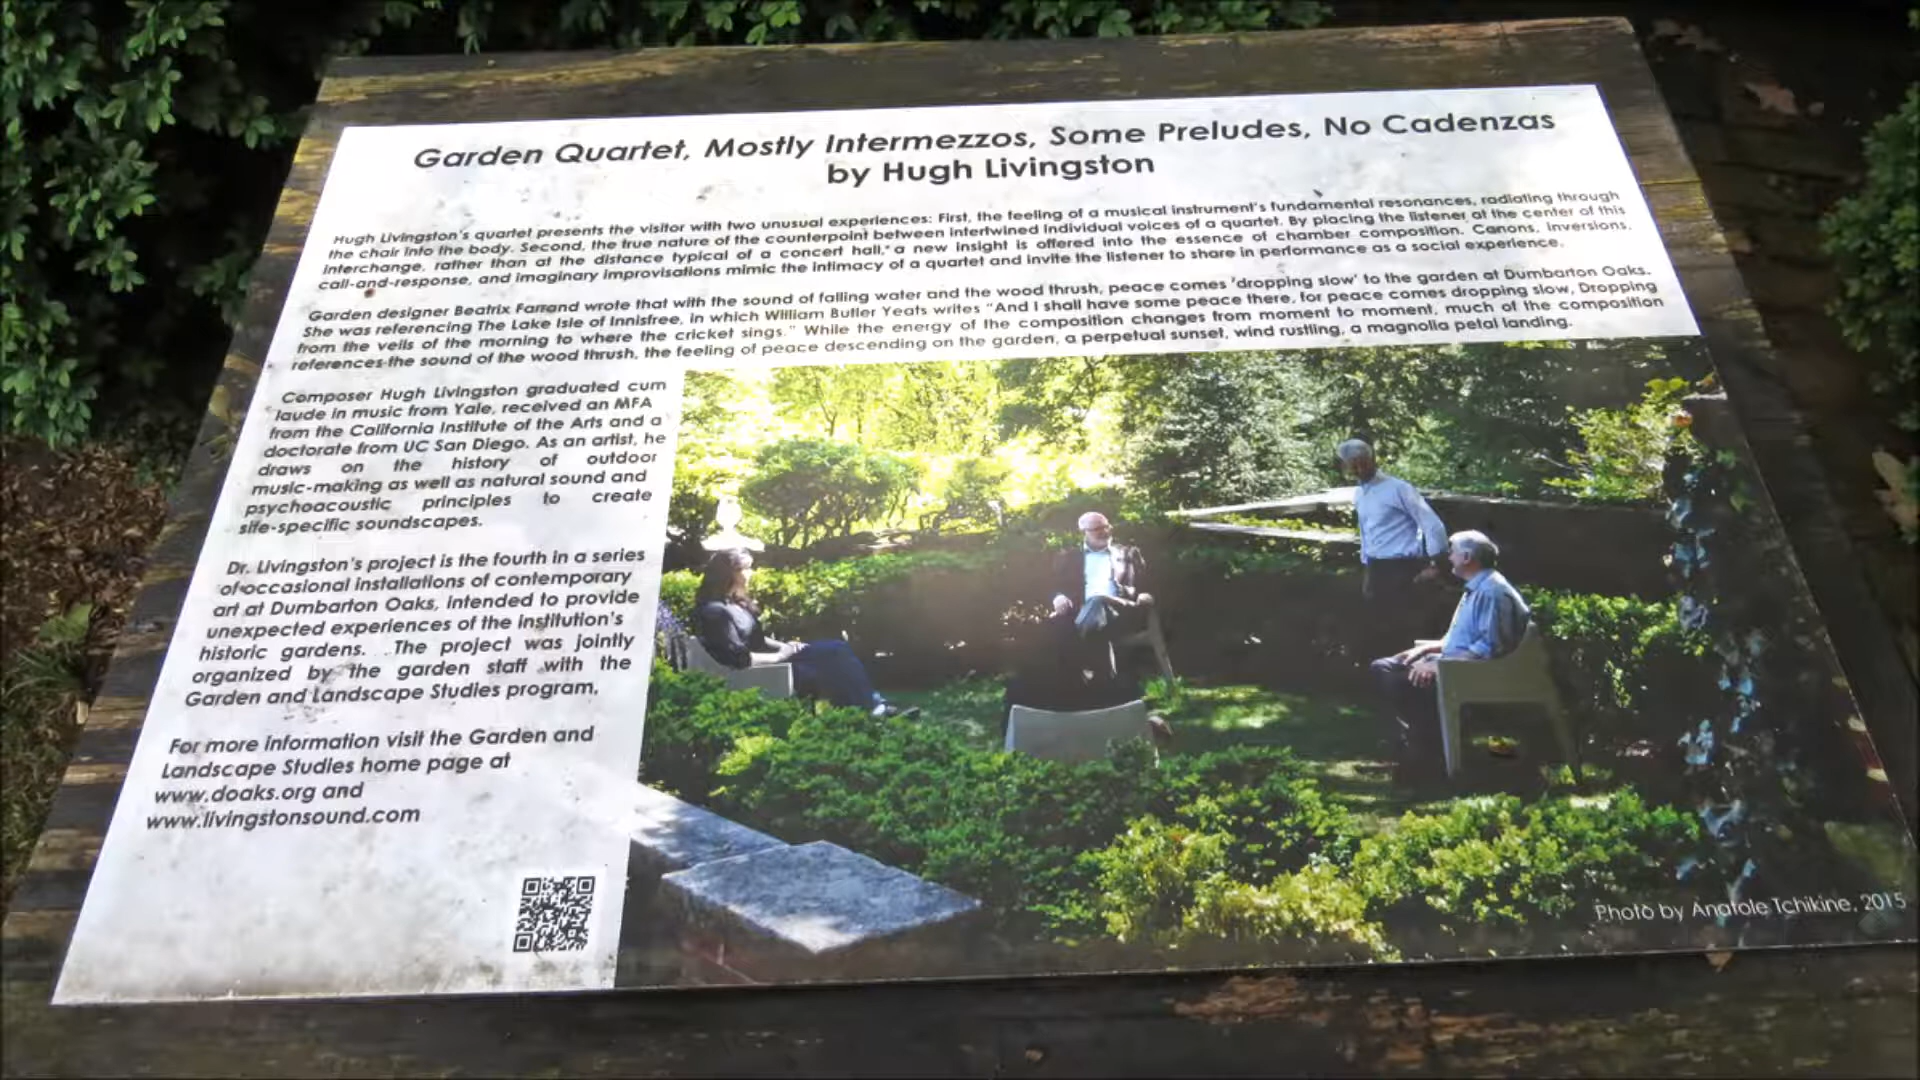 Garden Quartet, Mostly Intermezzos, Some Preludes, No Cadenzas
by Hugh Livingston
Hugh Livingston's quartet presents the visitor with two unusual experiences: First, the feeling of a musical instrument's fundamental resonances, radiating through
the chair into the body. Second, the true nature of the counterpoint between intertwined individual voices of a quartet. By placing the listener at the center of this
interchange, rather than at the distance typical of a concert hall, a new insight is offered into the essence of chamber composition. Canons, inversions,
call-and-response, and imaginary improvisations mimic the intimacy of a quartet and invite the listener to share in performance as a social experience.
Garden designer Beatrix Farrand wrote that with the sound of falling water and the wood thrush, peace comes 'dropping slow' to the garden at Dumbarton Oaks.
She was referencing The Lake Isle of Innisfree, in which William Butler Yeats writes "And I shall have some peace there, for peace comes dropping slow, Dropping
from the veils of the morning to where the cricket sings." While the energy of the composition changes from moment to moment, much of the composition
references the sound of the wood thrush, the feeling of peace descending on the garden, a perpetual sunset, wind rustling, a magnolia petal landing.
Composer Hugh Livingston graduated cum
laude in music from Yale, received an MFA
from the California Institute of the Arts and a
doctorate from UC San Diego. As an artist, he
draws on the history of outdoor
music-making as well as natural sound and
psychoacoustic principles to create
site-specific soundscapes.
Dr. Livingston's project is the fourth in a series
of occasional installations of contemporary
art at Dumbarton Oaks, intended to provide
unexpected experiences of the institution's
historic gardens. The project was jointly
organized by the garden staff with the
Garden and Landscape Studies program.
For more information visit the Garden and
Landscape Studies home page at
www.doaks.org and
www.livingstonsound.com
Photo by Anatole Tchikine, 2015